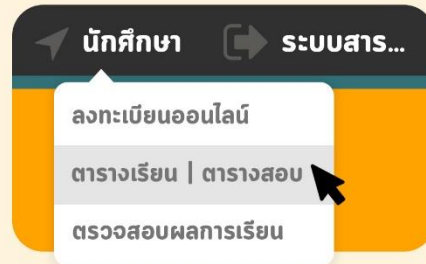 นักศึกษา ระบบสาร...
ลงทะเบียนออนไลน์
ตารางเรียน | ตารางสอบ
ตรวจสอบผลการเรียน